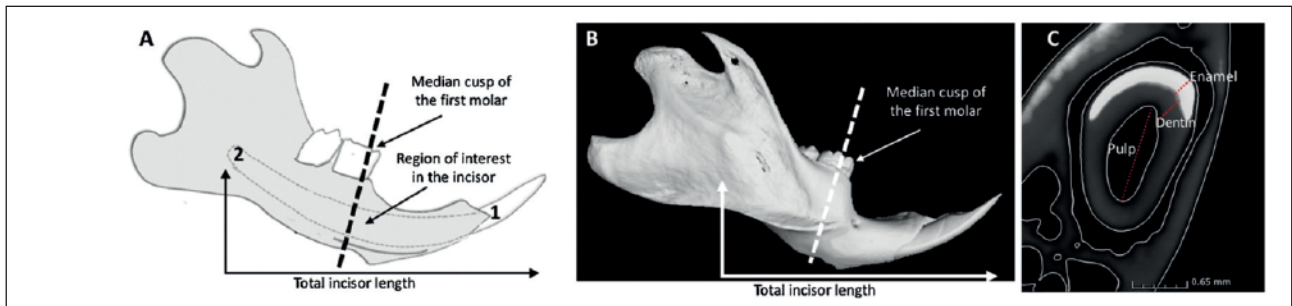 A
Median cusp of
the first molar
Region of interest
in the incisor
2
1
Total incisor length
B
Median cusp of
the first molar
Total incisor length
C
Enamel
Dentin
Pulp
0.65 mm